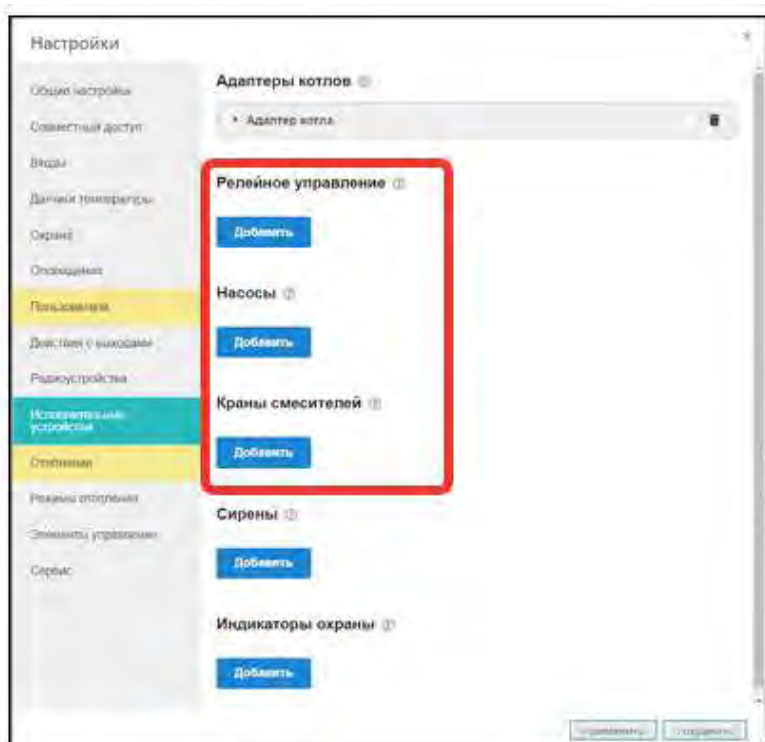 Настройки
Общие настройки
Совместный доступ
Входы
Датчики температуры
Охрана
Оповещения
Пользователи
Действия с выходами
Радиоустройства
Исполнительные
устройства
Отопление
Режимы отопления
Элементы управления
Сервис
Адаптеры котлов
Адаптер котла
Релейное управление
Добавить
Насосы
Добавить
Краны смесителей
Добавить
Сирены
Добавить
Индикаторы охраны
Добавить